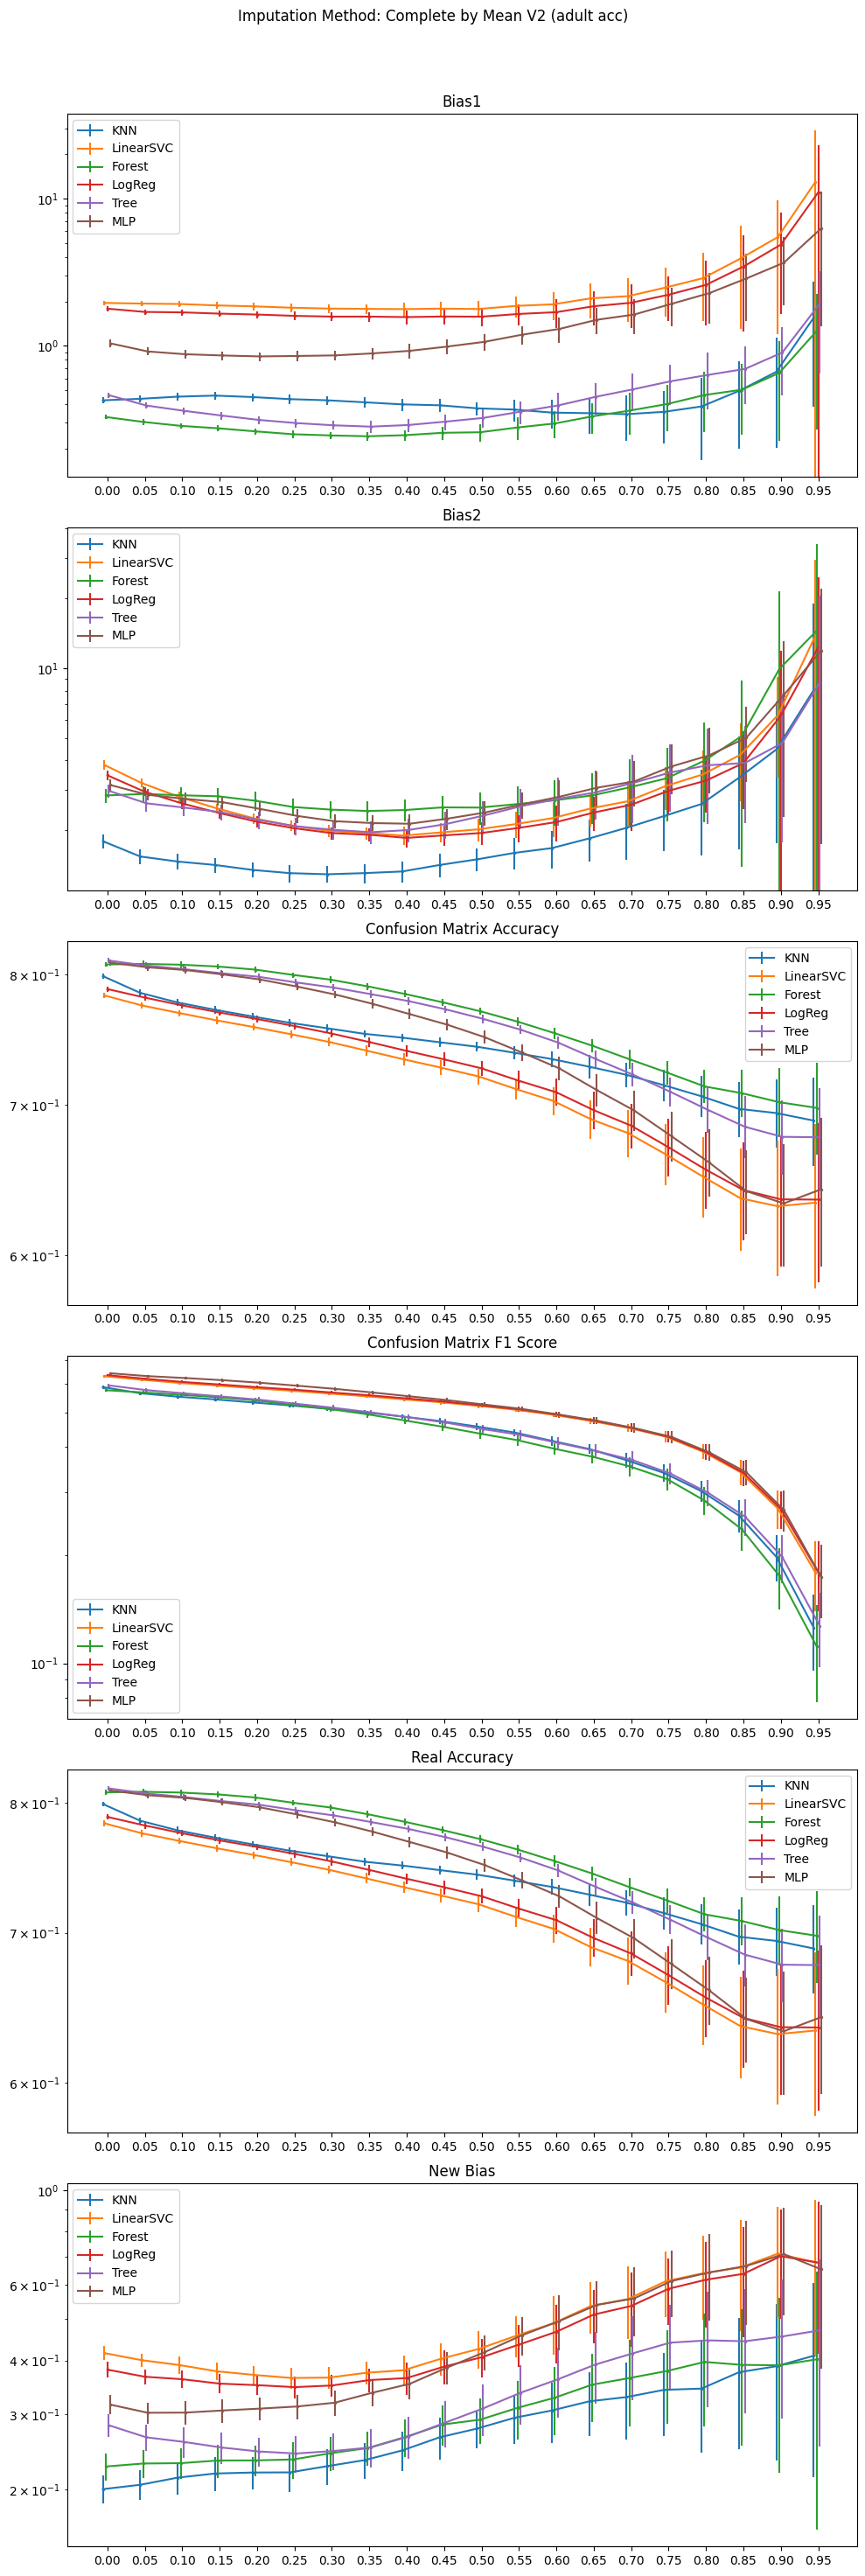 Imputation Method: Complete by Mean V2 (adult acc)
Bias1
KNN
LinearSVC
Forest
LogReg
Tree
MLP
10¹
10⁰
0.00 0.05 0.10 0.15 0.20 0.25 0.30 0.35 0.40 0.45 0.50 0.55 0.60 0.65 0.70 0.75 0.80 0.85 0.90 0.95
Bias2
KNN
LinearSVC
Forest
LogReg
Tree
MLP
10¹
0.00 0.05 0.10 0.15 0.20 0.25 0.30 0.35 0.40 0.45 0.50 0.55 0.60 0.65 0.70 0.75 0.80 0.85 0.90 0.95
Confusion Matrix Accuracy
KNN
LinearSVC
Forest
LogReg
Tree
MLP
8 × 10⁻¹
7 × 10⁻¹
6 × 10⁻¹
0.00 0.05 0.10 0.15 0.20 0.25 0.30 0.35 0.40 0.45 0.50 0.55 0.60 0.65 0.70 0.75 0.80 0.85 0.90 0.95
Confusion Matrix F1 Score
KNN
LinearSVC
Forest
LogReg
Tree
MLP
10⁻¹
0.00 0.05 0.10 0.15 0.20 0.25 0.30 0.35 0.40 0.45 0.50 0.55 0.60 0.65 0.70 0.75 0.80 0.85 0.90 0.95
Real Accuracy
KNN
LinearSVC
Forest
LogReg
Tree
MLP
8 × 10⁻¹
7 × 10⁻¹
6 × 10⁻¹
0.00 0.05 0.10 0.15 0.20 0.25 0.30 0.35 0.40 0.45 0.50 0.55 0.60 0.65 0.70 0.75 0.80 0.85 0.90 0.95
New Bias
KNN
LinearSVC
Forest
LogReg
Tree
MLP
10⁰
6 × 10⁻¹
4 × 10⁻¹
3 × 10⁻¹
2 × 10⁻¹
0.00 0.05 0.10 0.15 0.20 0.25 0.30 0.35 0.40 0.45 0.50 0.55 0.60 0.65 0.70 0.75 0.80 0.85 0.90 0.95